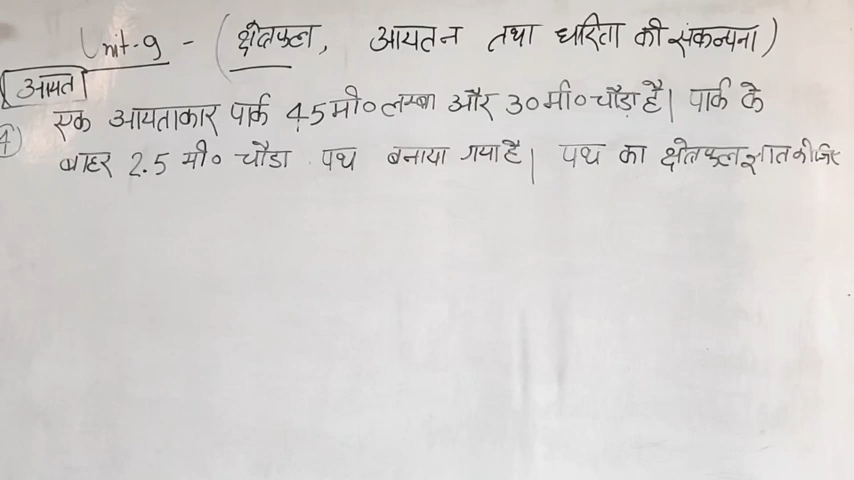 Unit-9 - (क्षेत्रफल, आयतन तथा धारिता की संकल्पना)
आयत
4 एक आयताकार पार्क 45 मी० लम्बा और 30 मी० चौड़ा है। पार्क के
बाहर 2.5 मी० चौडा पथ बनाया गया है। पथ का क्षेत्रफल ज्ञात कीजिए